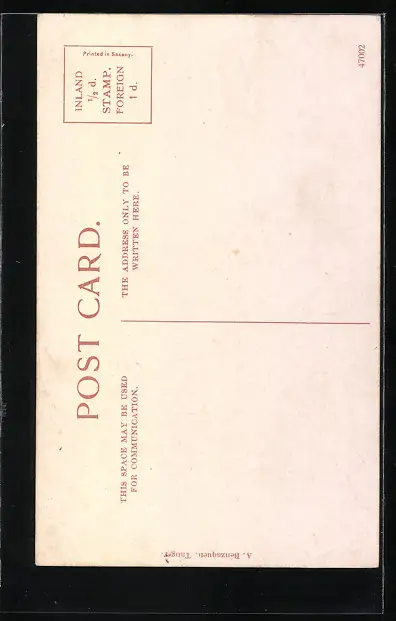 POST CARD.
Printed in Saxony.
INLAND
½ d.
STAMP.
FOREIGN
1 d.
THIS SPACE MAY BE USED
FOR COMMUNICATION.
THE ADDRESS ONLY TO BE
WRITTEN HERE.
A. Benzaquen, Tanger
47002